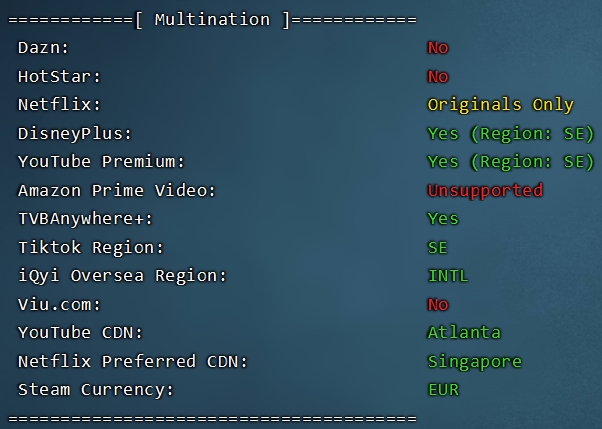 ============[ Multination ]============
Dazn: No
HotStar: No
Netflix: Originals Only
DisneyPlus: Yes (Region: SE)
YouTube Premium: Yes (Region: SE)
Amazon Prime Video: Unsupported
TVBAnywhere+: Yes
Tiktok Region: SE
iQyi Oversea Region: INTL
Viu.com: No
YouTube CDN: Atlanta
Netflix Preferred CDN: Singapore
Steam Currency: EUR
=======================================